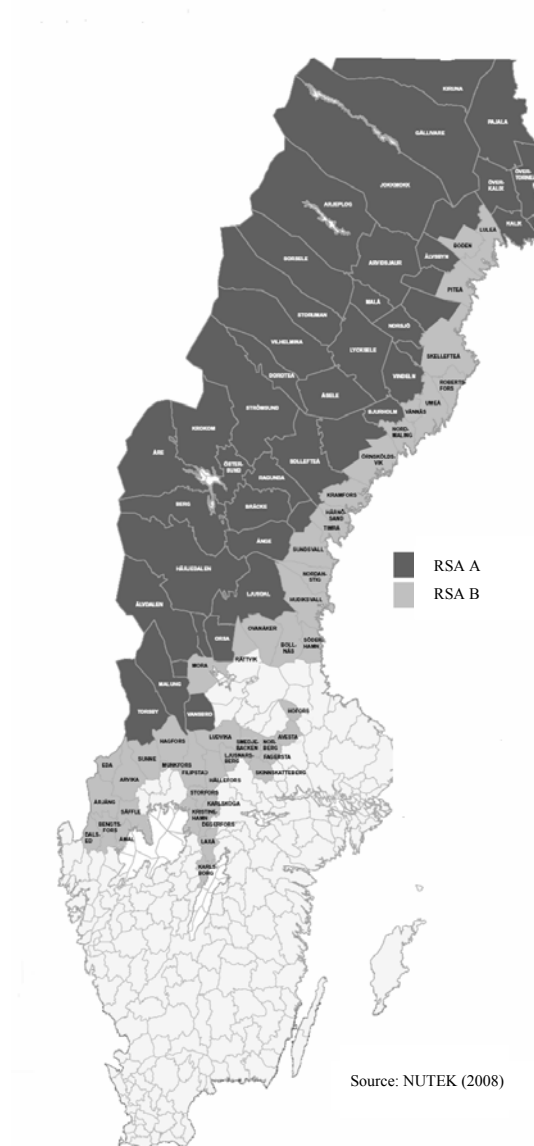 KIRUNA
PAJALA
GÄLLIVARE
JOKKMOKK
ÖVER-
KALIX
ÖVER-
TORNEÅ
ARJEPLOG
KALIX
LULEÅ
BODEN
ÄLVSBYN
SORSELE
ARVIDSJAUR
PITEÅ
STORUMAN
MALÅ
NORSJÖ
VILHELMINA
LYCKSELE
SKELLEFTEÅ
DOROTEA
VINDELN
ROBERTS-
FORS
ÅSELE
UMEÅ
STRÖMSUND
BJURHOLM
VÄNNÄS
KROKOM
NORD-
MALING
ÅRE
ÖSTER-
SUND
SOLLEFTEÅ
ÖRNSKÖLDS-
VIK
RAGUNDA
KRAMFORS
BERG
BRÄCKE
HÄRNÖ-
SAND
TIMRÅ
ÅNGE
SUNDSVALL
RSA A
HÄRJEDALEN
NORDAN-
STIG
RSA B
LJUSDAL
HUDIKSVALL
ÄLVDALEN
OVANÅKER
ORSA
BOLL-
NÄS
SÖDER-
HAMN
MORA
RÄTTVIK
MALUNG
TORSBY
VANSBRO
HOFORS
HAGFORS
LUDVIKA
SMEDJE-
BACKEN
NOR-
BERG
AVESTA
SUNNE
MUNKFORS
LJUSNARS-
BERG
FAGERSTA
EDA
FILIPSTAD
SKINNSKATTEBERG
ARVIKA
HÄLLEFORS
STORFORS
ÅRJÄNG
KARLSKOGA
SÄFFLE
KRISTINE-
HAMN
BENGTS-
FORS
DEGERFORS
DALS-
ED
ÅMÅL
LAXÅ
KARLS-
BORG
Source: NUTEK (2008)